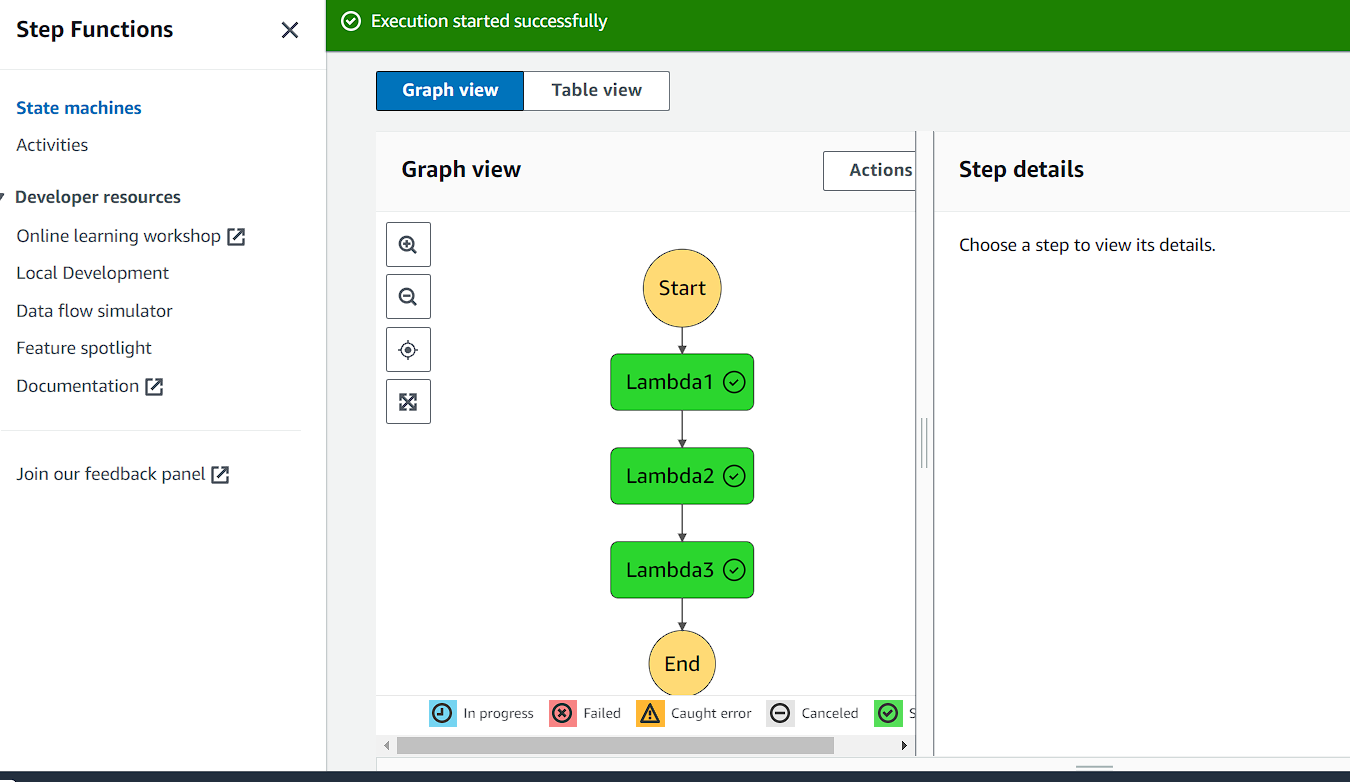 Step Functions
Execution started successfully
State machines
Activities
Developer resources
Online learning workshop
Local Development
Data flow simulator
Feature spotlight
Documentation
Join our feedback panel
Graph view
Table view
Graph view
Actions
Start
Lambda1
Lambda2
Lambda3
End
In progress
Failed
Caught error
Canceled
S
Step details
Choose a step to view its details.